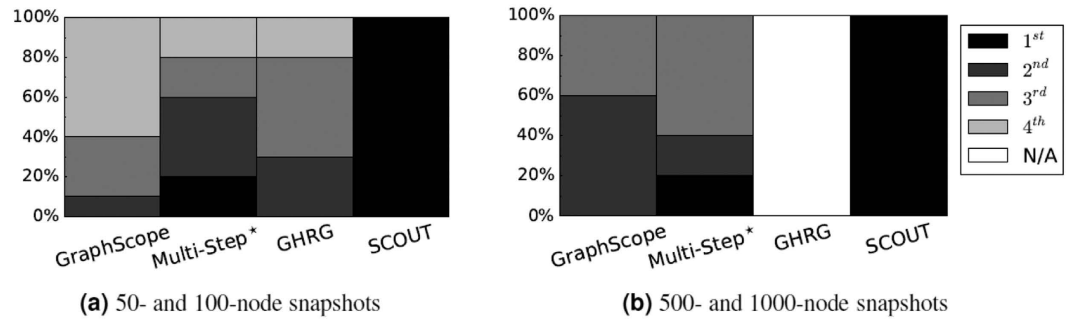 100%
80%
60%
40%
20%
0%
GraphScope
Multi-Step*
GHRG
SCOUT
(a) 50- and 100-node snapshots
100%
80%
60%
40%
20%
0%
GraphScope
Multi-Step*
GHRG
SCOUT
(b) 500- and 1000-node snapshots
1st
2nd
3rd
4th
N/A